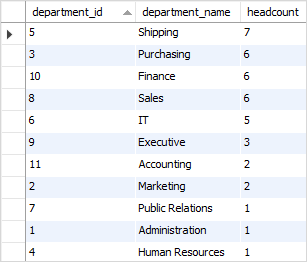 department_id department_name headcount
5 Shipping 7
3 Purchasing 6
10 Finance 6
8 Sales 6
6 IT 5
9 Executive 3
11 Accounting 2
2 Marketing 2
7 Public Relations 1
1 Administration 1
4 Human Resources 1